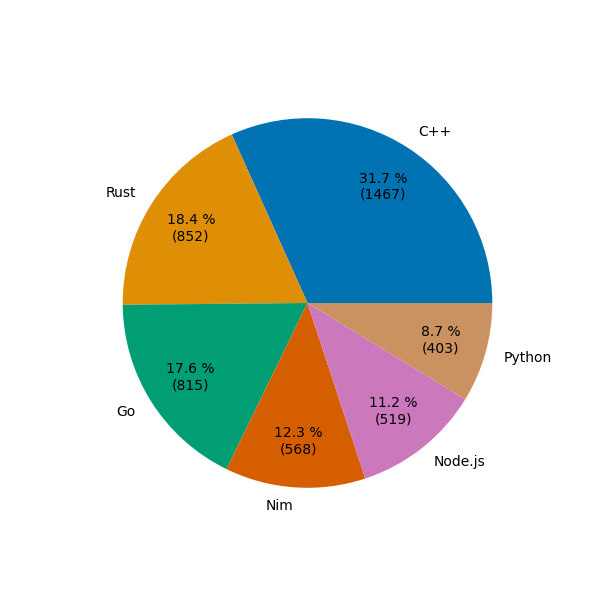 C++
31.7 %
(1467)
Rust
18.4 %
(852)
Go
17.6 %
(815)
Nim
12.3 %
(568)
Node.js
11.2 %
(519)
Python
8.7 %
(403)